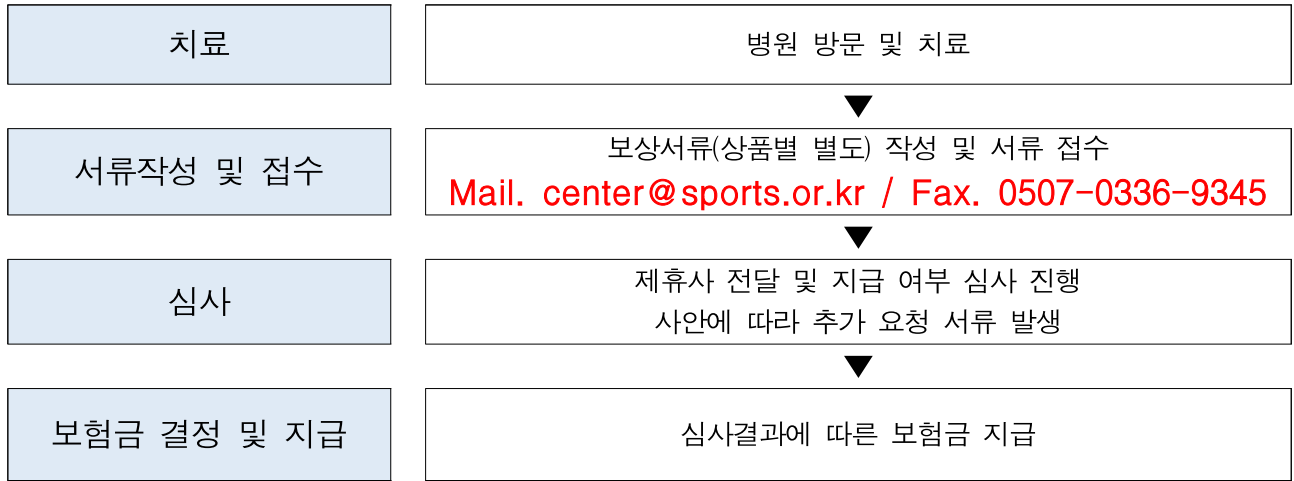 치료
병원 방문 및 치료
서류작성 및 접수
보상서류(상품별 별도) 작성 및 서류 접수
Mail. center@sports.or.kr / Fax. 0507-0336-9345
심사
제휴사 전달 및 지급 여부 심사 진행
사안에 따라 추가 요청 서류 발생
보험금 결정 및 지급
심사결과에 따른 보험금 지급